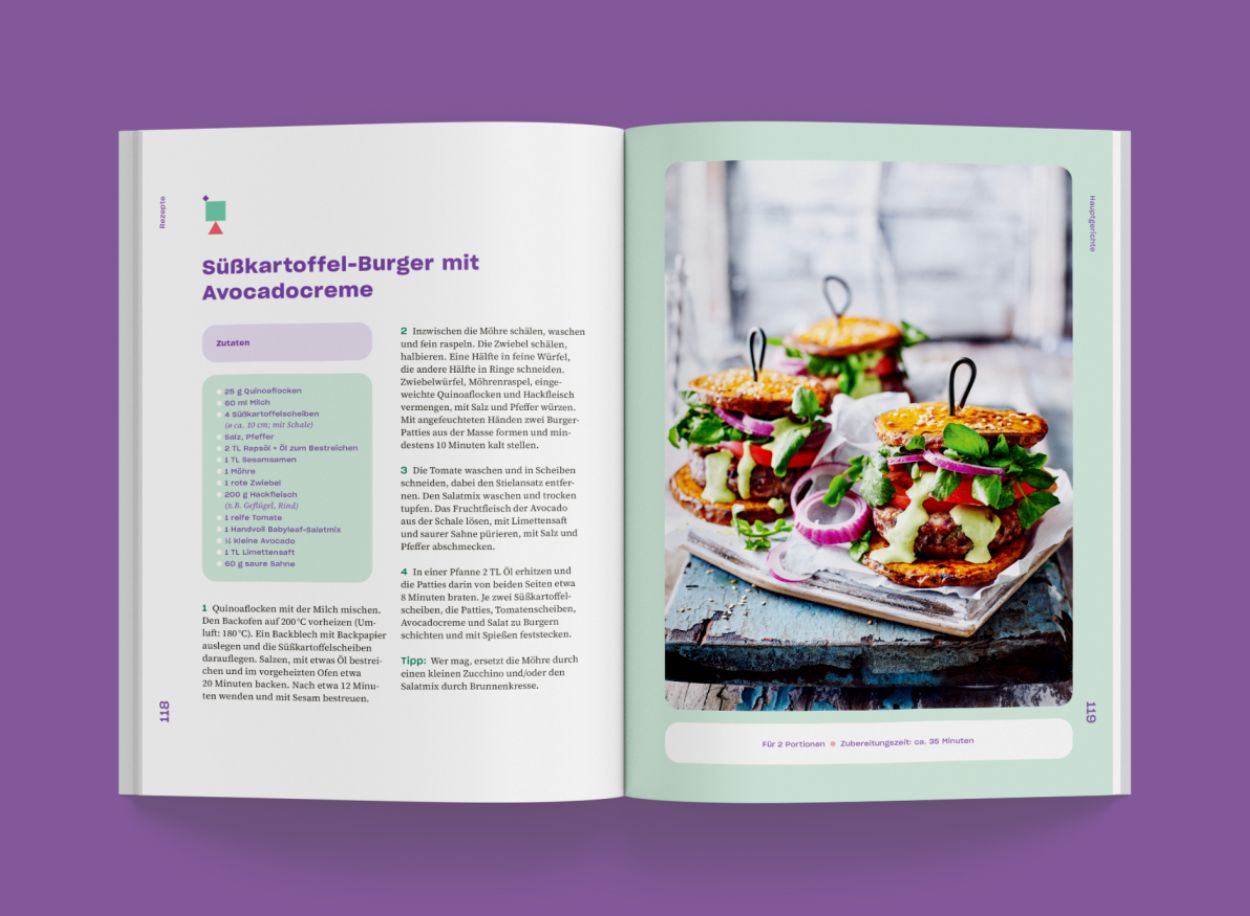 Rezepte
Süßkartoffel-Burger mit
Avocadocreme
Zutaten
25 g Quinoaflocken
60 ml Milch
4 Süßkartoffelscheiben
(ø ca. 10 cm; mit Schale)
Salz, Pfeffer
2 TL Rapsöl + Öl zum Bestreichen
1 TL Sesamsamen
1 Möhre
1 rote Zwiebel
200 g Hackfleisch
(z.B. Geflügel, Rind)
1 reife Tomate
1 Handvoll Babyleaf-Salatmix
½ kleine Avocado
1 TL Limettensaft
60 g saure Sahne
1 Quinoaflocken mit der Milch mischen.
Den Backofen auf 200 °C vorheizen (Um-
luft: 180 °C). Ein Backblech mit Backpapier
auslegen und die Süßkartoffelscheiben
darauflegen. Salzen, mit etwas Öl bestrei-
chen und im vorgeheizten Ofen etwa
20 Minuten backen. Nach etwa 12 Minu-
ten wenden und mit Sesam bestreuen.
2 Inzwischen die Möhre schälen, waschen
und fein raspeln. Die Zwiebel schälen,
halbieren. Eine Hälfte in feine Würfel,
die andere Hälfte in Ringe schneiden.
Zwiebelwürfel, Möhrenraspel, einge-
weichte Quinoaflocken und Hackfleisch
vermengen, mit Salz und Pfeffer würzen.
Mit angefeuchteten Händen zwei Burger-
Patties aus der Masse formen und min-
destens 10 Minuten kalt stellen.
3 Die Tomate waschen und in Scheiben
schneiden, dabei den Stielansatz entfer-
nen. Den Salatmix waschen und trocken
tupfen. Das Fruchtfleisch der Avocado
aus der Schale lösen, mit Limettensaft
und saurer Sahne pürieren, mit Salz und
Pfeffer abschmecken.
4 In einer Pfanne 2 TL Öl erhitzen und
die Patties darin von beiden Seiten etwa
8 Minuten braten. Je zwei Süßkartoffel-
scheiben, die Patties, Tomatenscheiben,
Avocadocreme und Salat zu Burgern
schichten und mit Spießen feststecken.
Tipp: Wer mag, ersetzt die Möhre durch
einen kleinen Zucchino und/oder den
Salatmix durch Brunnenkresse.
118
Hauptgerichte
Für 2 Portionen • Zubereitungszeit: ca. 35 Minuten
119